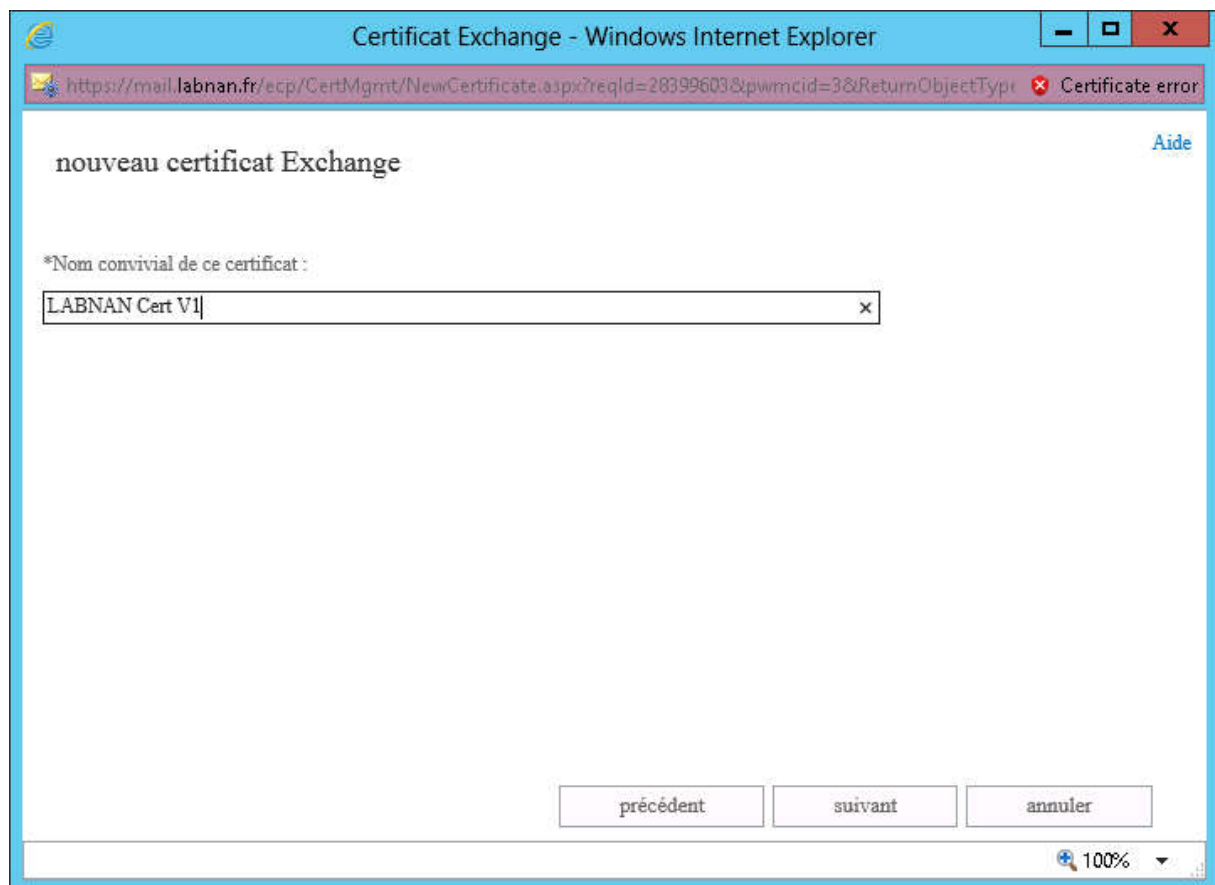 Certificat Exchange - Windows Internet Explorer
https://mail.labnan.fr/ecp/CertMgmt/NewCertificate.aspx?reqId=28399603&pwmcid=3&ReturnObjectType Certificate error
Aide
nouveau certificat Exchange
*Nom convivial de ce certificat :
LABNAN Cert V1
précédent suivant annuler
100%